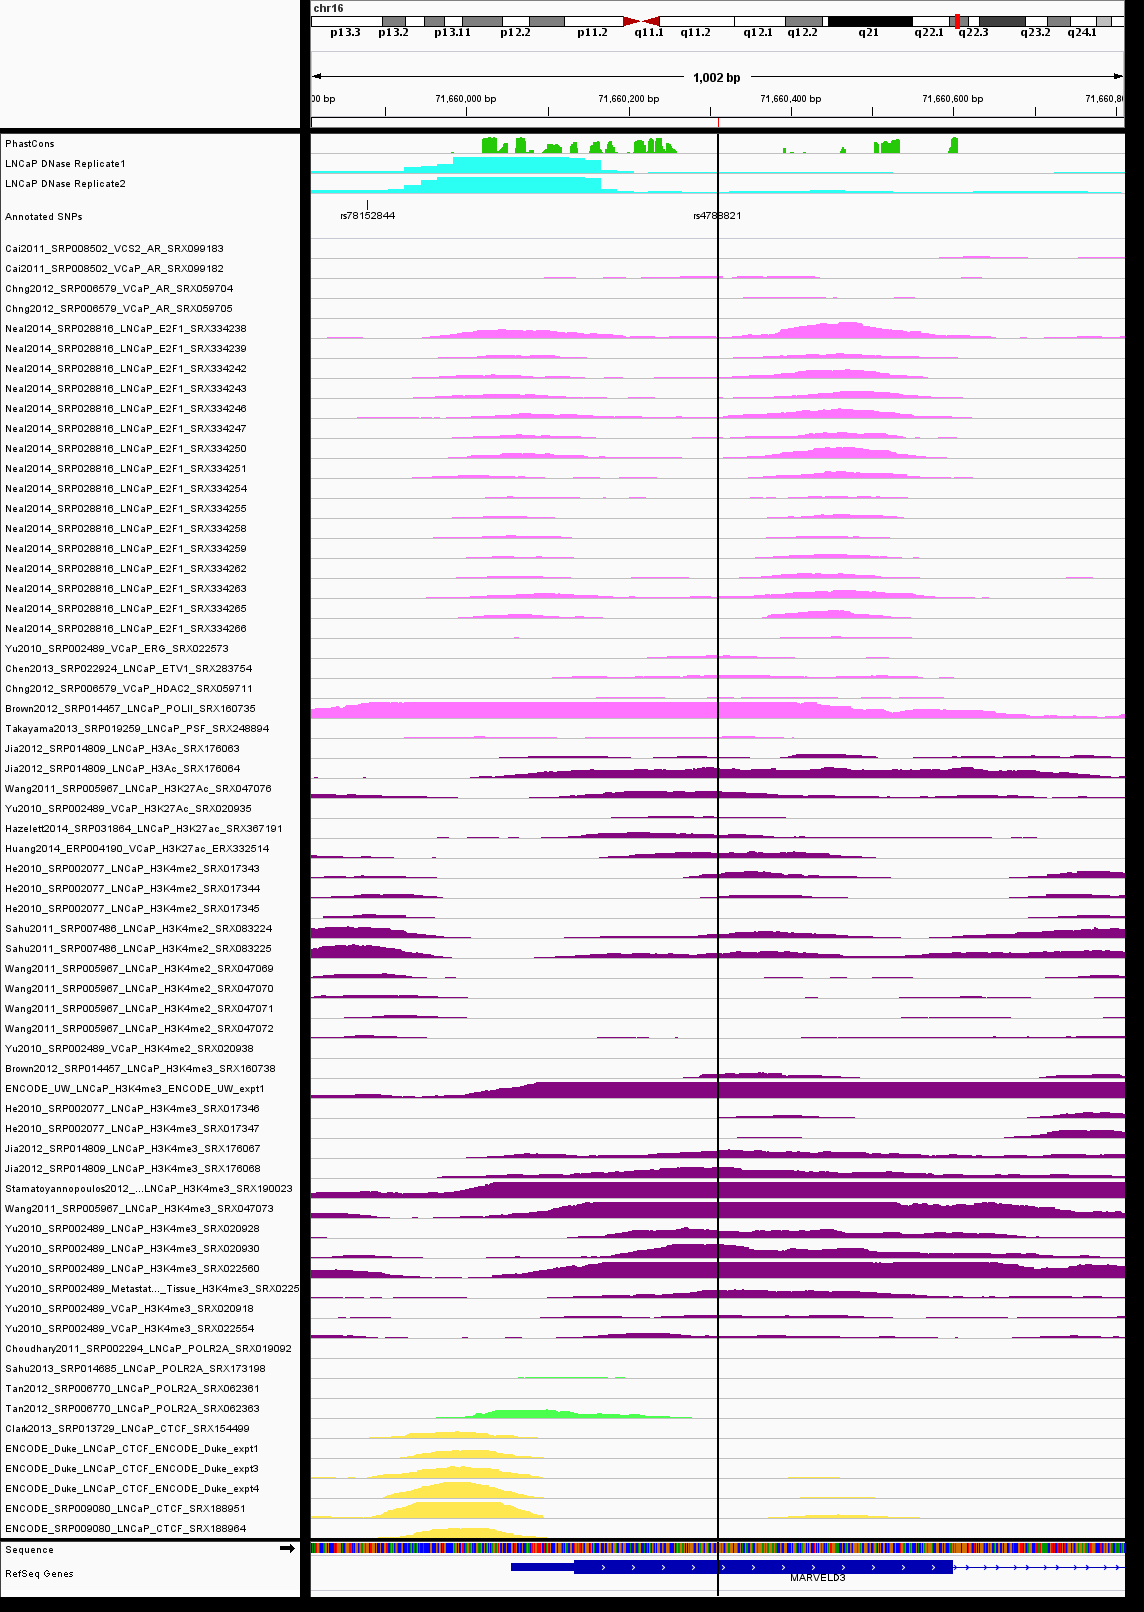 chr16
p13.3 p13.2 p13.11 p12.2 p11.2 q11.1 q11.2 q12.1 q12.2 q21 q22.1 q22.3 q23.2 q24.1
1,002 bp
00 bp 71,660,000 bp 71,660,200 bp 71,660,400 bp 71,660,600 bp 71,660,80
PhastCons
LNCaP DNase Replicate1
LNCaP DNase Replicate2
Annotated SNPs rs78152844 rs4788821
Cai2011_SRP008502_VCS2_AR_SRX099183
Cai2011_SRP008502_VCaP_AR_SRX099182
Chng2012_SRP006579_VCaP_AR_SRX059704
Chng2012_SRP006579_VCaP_AR_SRX059705
Neal2014_SRP028816_LNCaP_E2F1_SRX334238
Neal2014_SRP028816_LNCaP_E2F1_SRX334239
Neal2014_SRP028816_LNCaP_E2F1_SRX334242
Neal2014_SRP028816_LNCaP_E2F1_SRX334243
Neal2014_SRP028816_LNCaP_E2F1_SRX334246
Neal2014_SRP028816_LNCaP_E2F1_SRX334247
Neal2014_SRP028816_LNCaP_E2F1_SRX334250
Neal2014_SRP028816_LNCaP_E2F1_SRX334251
Neal2014_SRP028816_LNCaP_E2F1_SRX334254
Neal2014_SRP028816_LNCaP_E2F1_SRX334255
Neal2014_SRP028816_LNCaP_E2F1_SRX334258
Neal2014_SRP028816_LNCaP_E2F1_SRX334259
Neal2014_SRP028816_LNCaP_E2F1_SRX334262
Neal2014_SRP028816_LNCaP_E2F1_SRX334263
Neal2014_SRP028816_LNCaP_E2F1_SRX334265
Neal2014_SRP028816_LNCaP_E2F1_SRX334266
Yu2010_SRP002489_VCaP_ERG_SRX022573
Chen2013_SRP022924_LNCaP_ETV1_SRX283754
Chng2012_SRP006579_VCaP_HDAC2_SRX059711
Brown2012_SRP014457_LNCaP_POLII_SRX160735
Takayama2013_SRP019259_LNCaP_PSF_SRX248894
Jia2012_SRP014809_LNCaP_H3Ac_SRX176063
Jia2012_SRP014809_LNCaP_H3Ac_SRX176064
Wang2011_SRP005967_LNCaP_H3K27Ac_SRX047076
Yu2010_SRP002489_VCaP_H3K27Ac_SRX020935
Hazelett2014_SRP031864_LNCaP_H3K27ac_SRX367191
Huang2014_ERP004190_VCaP_H3K27ac_ERX332514
He2010_SRP002077_LNCaP_H3K4me2_SRX017343
He2010_SRP002077_LNCaP_H3K4me2_SRX017344
He2010_SRP002077_LNCaP_H3K4me2_SRX017345
Sahu2011_SRP007486_LNCaP_H3K4me2_SRX083224
Sahu2011_SRP007486_LNCaP_H3K4me2_SRX083225
Wang2011_SRP005967_LNCaP_H3K4me2_SRX047069
Wang2011_SRP005967_LNCaP_H3K4me2_SRX047070
Wang2011_SRP005967_LNCaP_H3K4me2_SRX047071
Wang2011_SRP005967_LNCaP_H3K4me2_SRX047072
Yu2010_SRP002489_VCaP_H3K4me2_SRX020938
Brown2012_SRP014457_LNCaP_H3K4me3_SRX160738
ENCODE_UW_LNCaP_H3K4me3_ENCODE_UW_expt1
He2010_SRP002077_LNCaP_H3K4me3_SRX017346
He2010_SRP002077_LNCaP_H3K4me3_SRX017347
Jia2012_SRP014809_LNCaP_H3K4me3_SRX176067
Jia2012_SRP014809_LNCaP_H3K4me3_SRX176068
Stamatoyannopoulos2012_...LNCaP_H3K4me3_SRX190023
Wang2011_SRP005967_LNCaP_H3K4me3_SRX047073
Yu2010_SRP002489_LNCaP_H3K4me3_SRX020928
Yu2010_SRP002489_LNCaP_H3K4me3_SRX020930
Yu2010_SRP002489_LNCaP_H3K4me3_SRX022560
Yu2010_SRP002489_Metastat..._Tissue_H3K4me3_SRX0225
Yu2010_SRP002489_VCaP_H3K4me3_SRX020918
Yu2010_SRP002489_VCaP_H3K4me3_SRX022554
Choudhary2011_SRP002294_LNCaP_POLR2A_SRX019092
Sahu2013_SRP014685_LNCaP_POLR2A_SRX173198
Tan2012_SRP006770_LNCaP_POLR2A_SRX062361
Tan2012_SRP006770_LNCaP_POLR2A_SRX062363
Clark2013_SRP013729_LNCaP_CTCF_SRX154499
ENCODE_Duke_LNCaP_CTCF_ENCODE_Duke_expt1
ENCODE_Duke_LNCaP_CTCF_ENCODE_Duke_expt3
ENCODE_Duke_LNCaP_CTCF_ENCODE_Duke_expt4
ENCODE_SRP009080_LNCaP_CTCF_SRX188951
ENCODE_SRP009080_LNCaP_CTCF_SRX188964
Sequence
RefSeq Genes MARVELD3